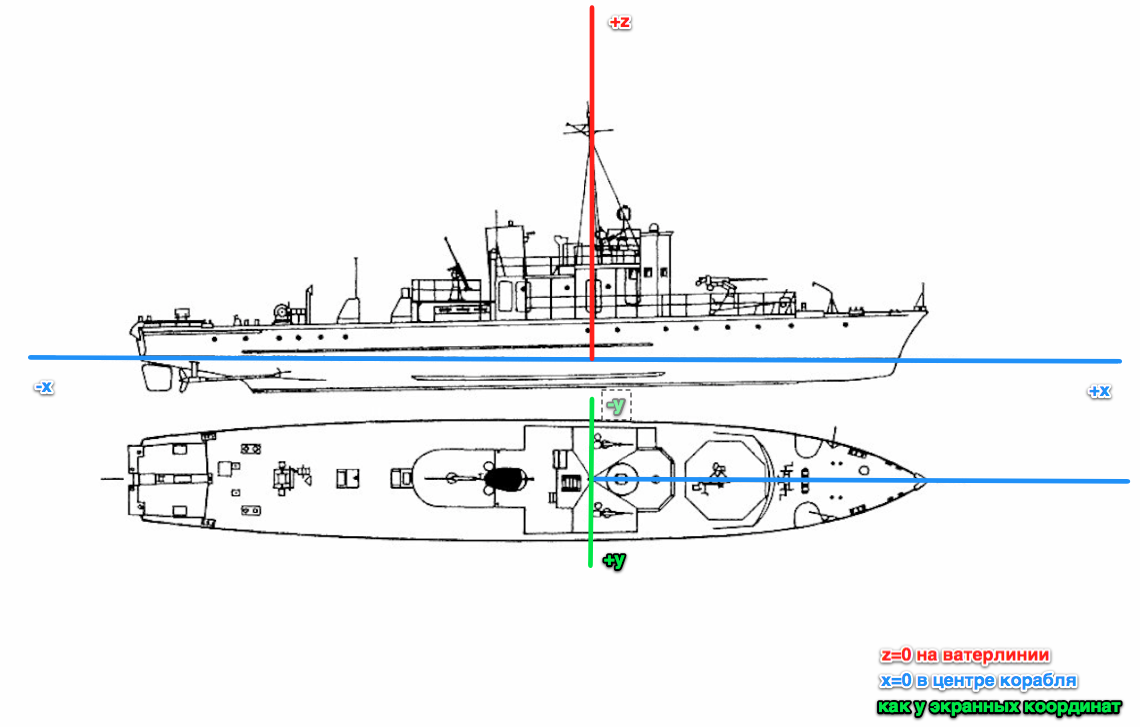 +z
-x
+x
-y
+y
z=0 на ватерлинии
x=0 в центре корабля
как у экранных координат